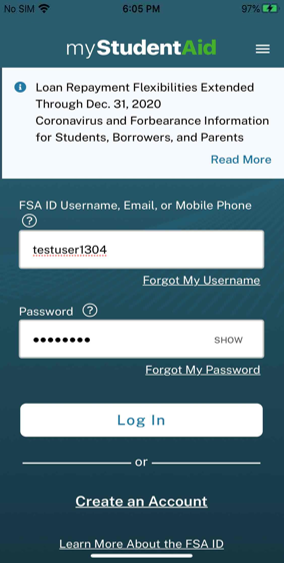 No SIM 6:05 PM 97%
myStudentAid
Loan Repayment Flexibilities Extended
Through Dec. 31, 2020
Coronavirus and Forbearance Information
for Students, Borrowers, and Parents
Read More
FSA ID Username, Email, or Mobile Phone
?
testuser1304
Forgot My Username
Password ?
●●●●●●●● SHOW
Forgot My Password
Log In
or
Create an Account
Learn More About the FSA ID